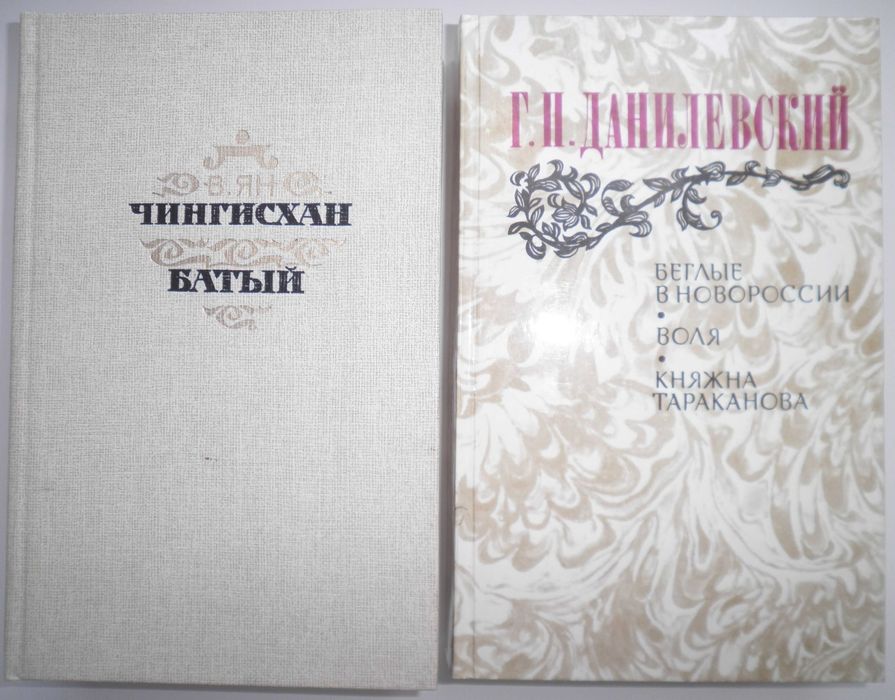 В. ЯН
ЧИНГИСХАН
БАТЫЙ
Г.П. ДАНИЛЕВСКИЙ
БЕГЛЫЕ
В НОВОРОССИИ
•
ВОЛЯ
•
КНЯЖНА
ТАРАКАНОВА